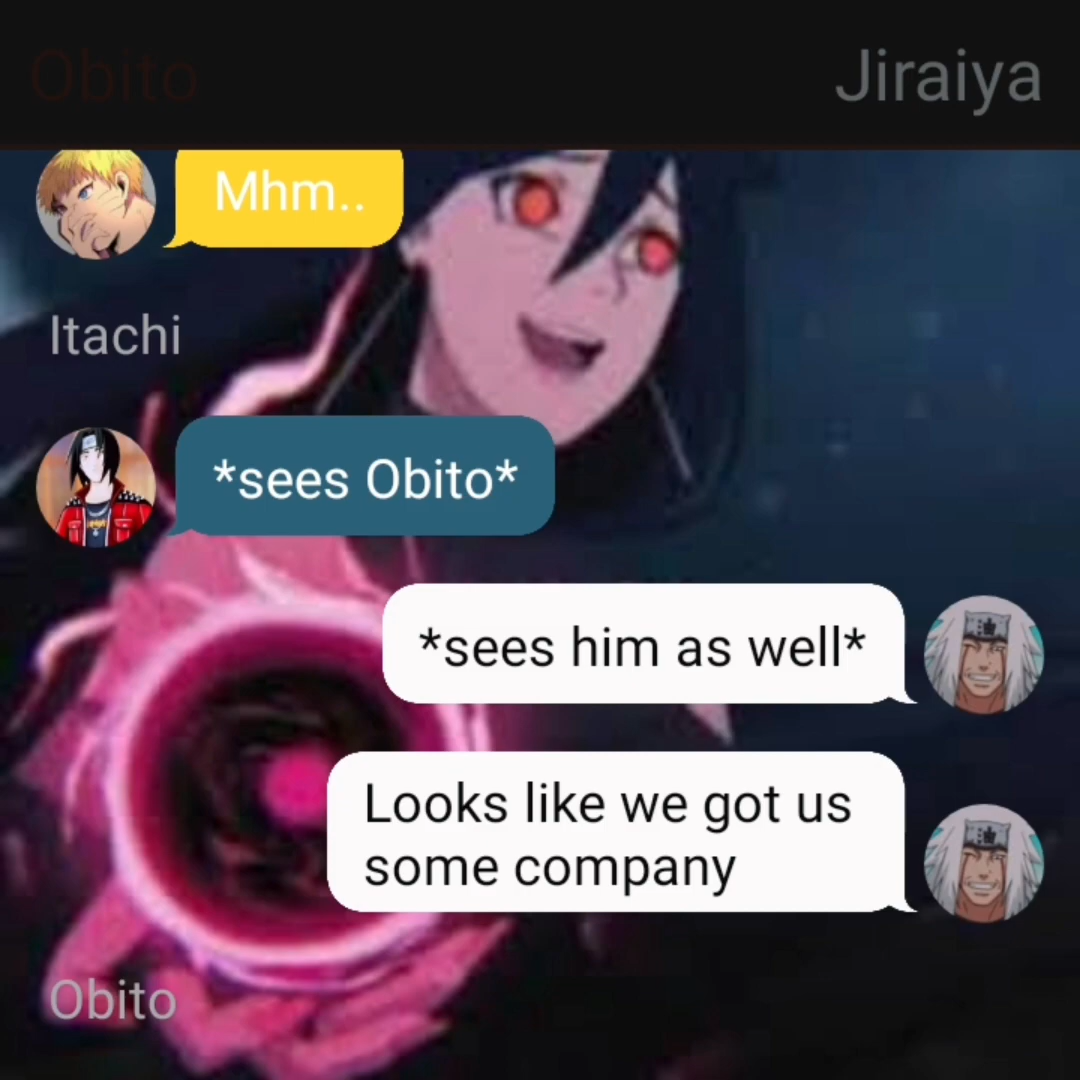 Obito
Jiraiya
Mhm..
Itachi
*sees Obito*
*sees him as well*
Looks like we got us
some company
Obito